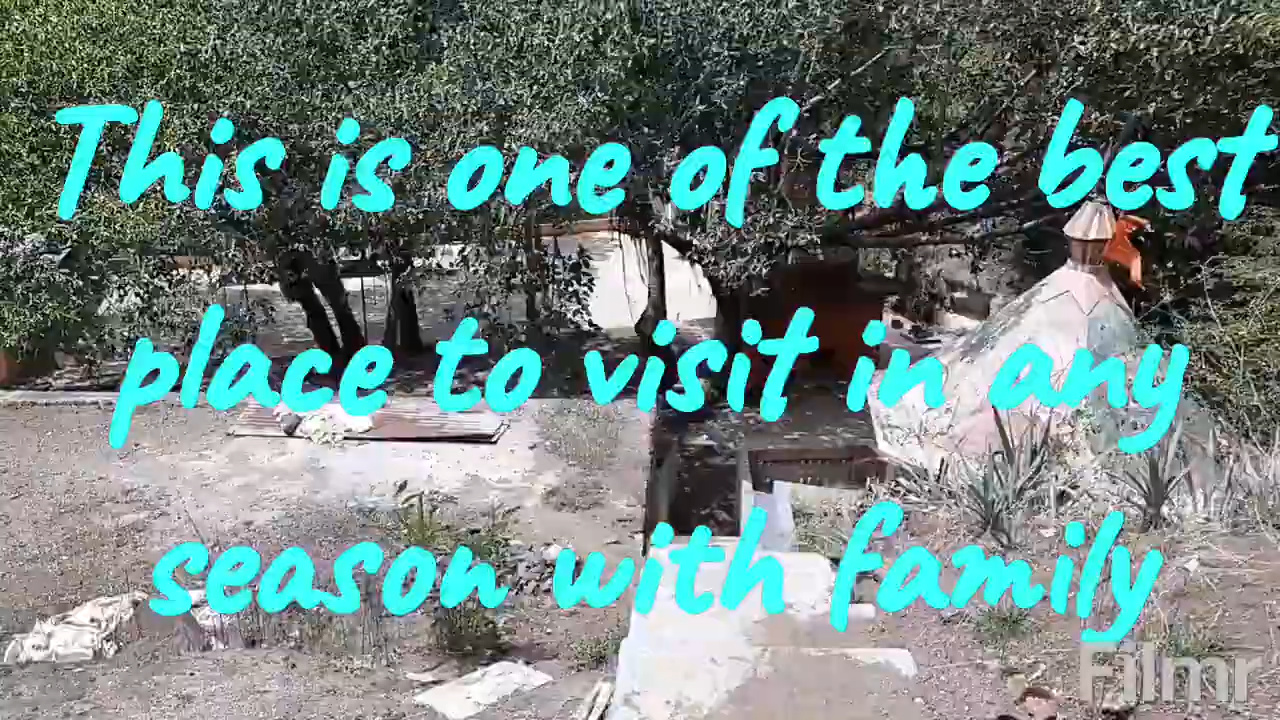 This is one of the best
place to visit in any
season with family
Filmr